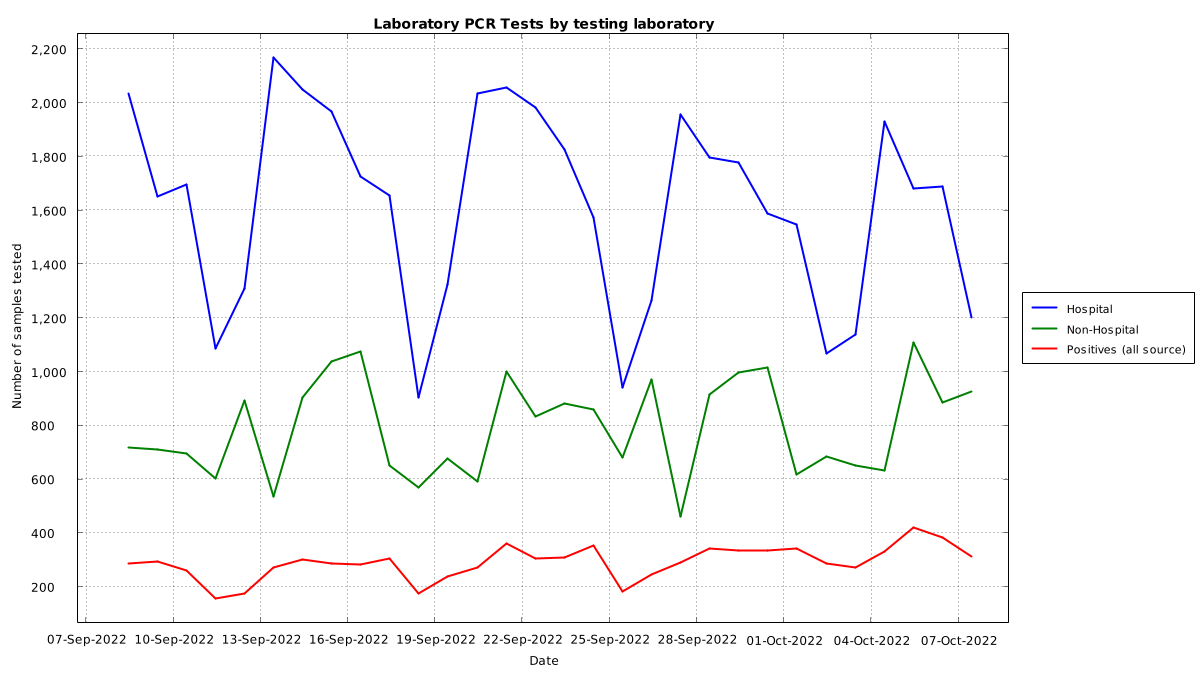 Laboratory PCR Tests by testing laboratory
Number of samples tested
2,200
2,000
1,800
1,600
1,400
1,200
1,000
800
600
400
200
07-Sep-2022 10-Sep-2022 13-Sep-2022 16-Sep-2022 19-Sep-2022 22-Sep-2022 25-Sep-2022 28-Sep-2022 01-Oct-2022 04-Oct-2022 07-Oct-2022
Date
Hospital
Non-Hospital
Positives (all source)